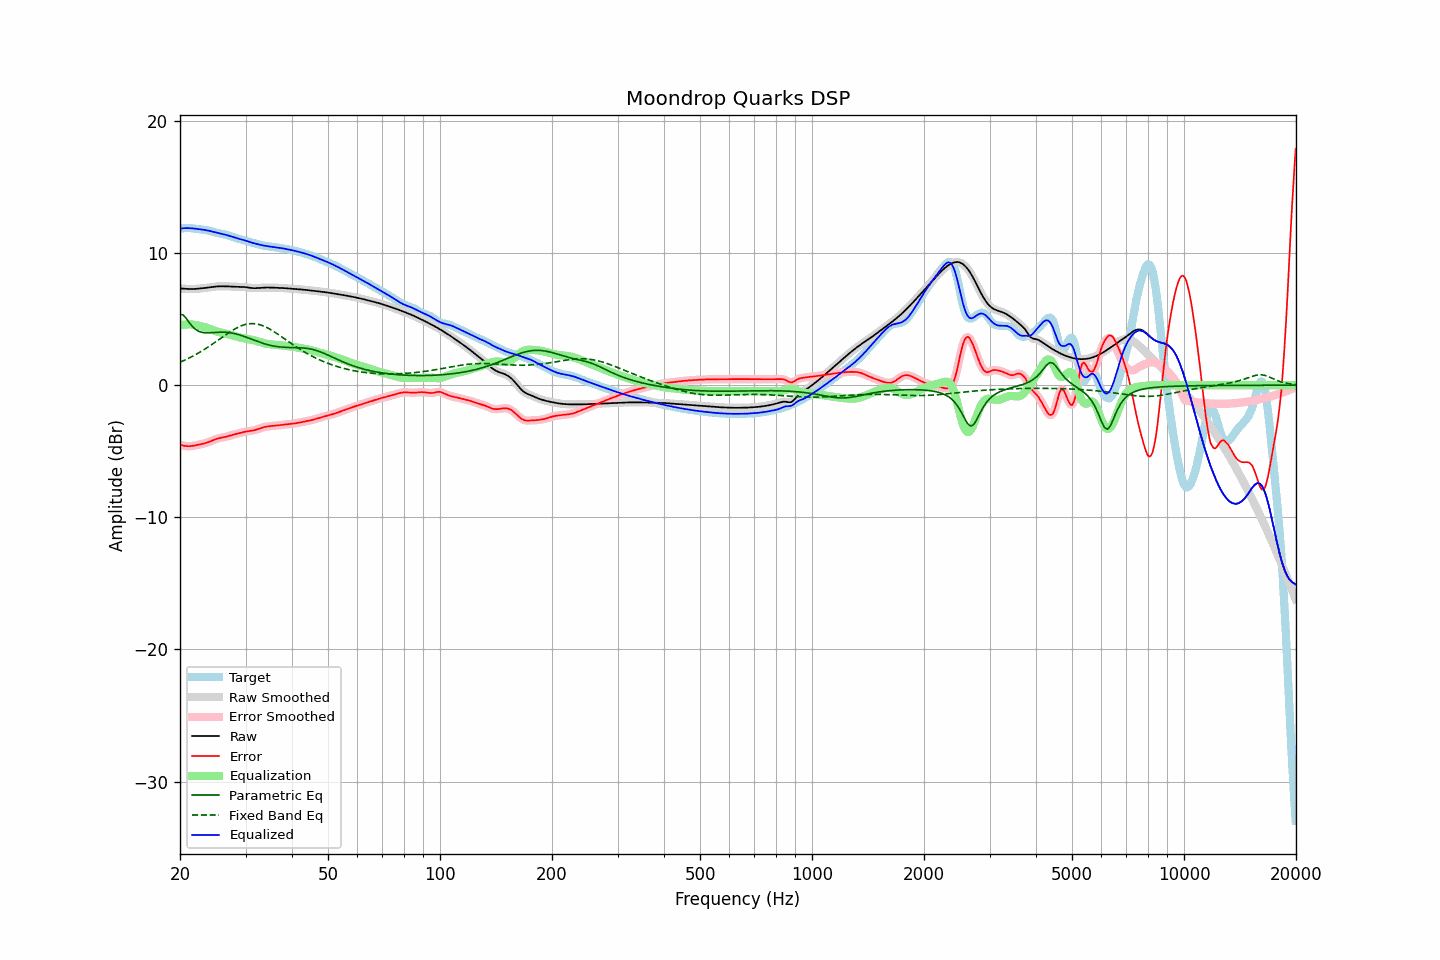 Moondrop Quarks DSP
20
10
0
−10
−20
−30
Amplitude (dBr)
Target
Raw Smoothed
Error Smoothed
Raw
Error
Equalization
Parametric Eq
Fixed Band Eq
Equalized
20 50 100 200 500 1000 2000 5000 10000 20000
Frequency (Hz)